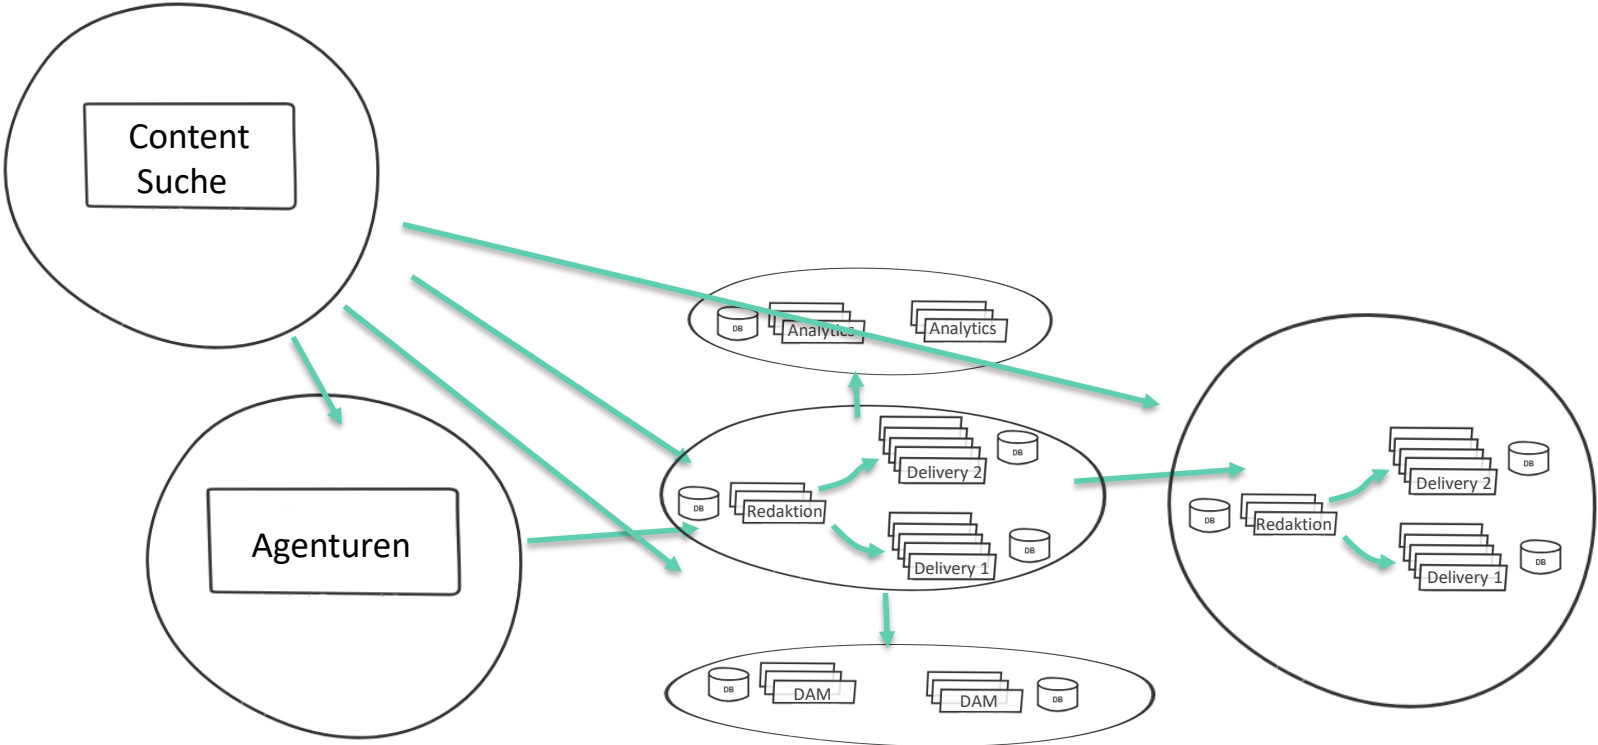 Content
Suche
Agenturen
DB
Analytics
Analytics
DB
Redaktion
Delivery 2
DB
Delivery 1
DB
DB
DAM
DAM
DB
DB
Redaktion
Delivery 2
DB
Delivery 1
DB